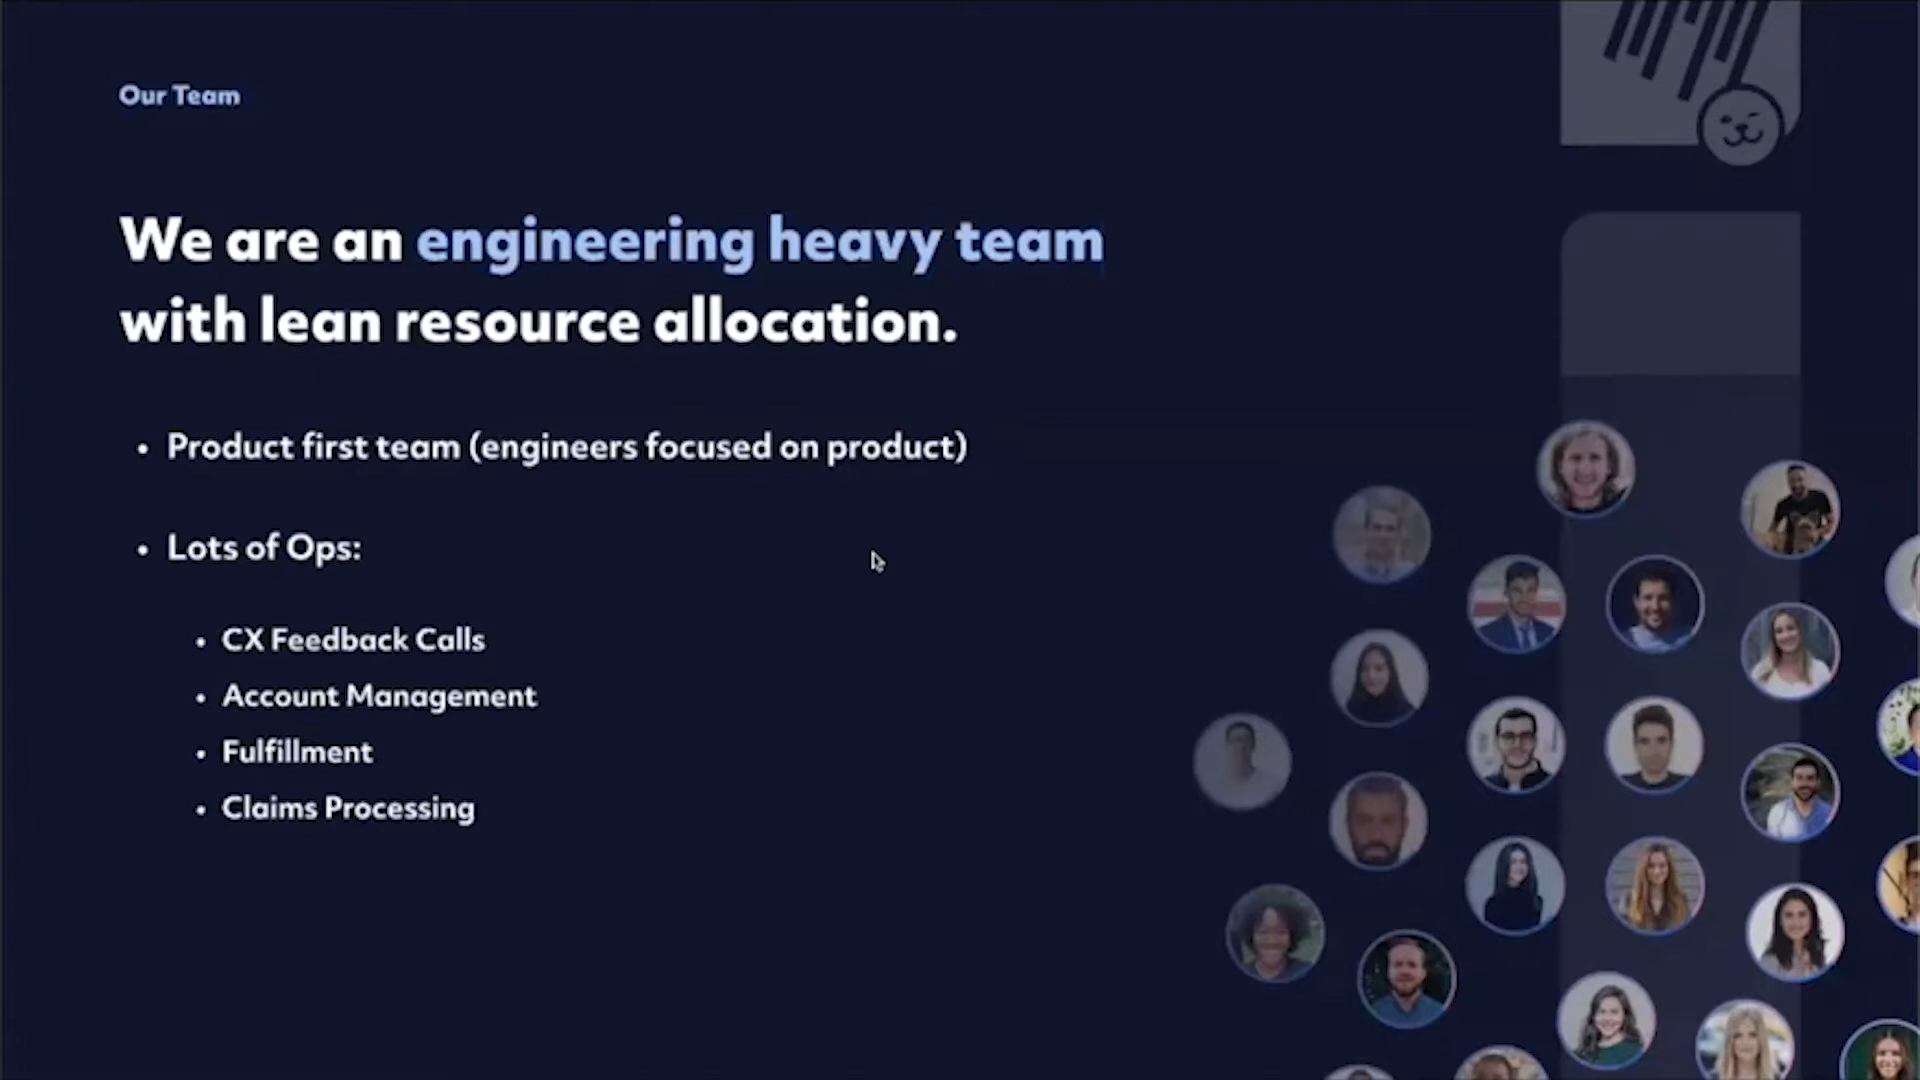 Our Team
We are an engineering heavy team
with lean resource allocation.
• Product first team (engineers focused on product)
• Lots of Ops:
• CX Feedback Calls
• Account Management
• Fulfillment
• Claims Processing